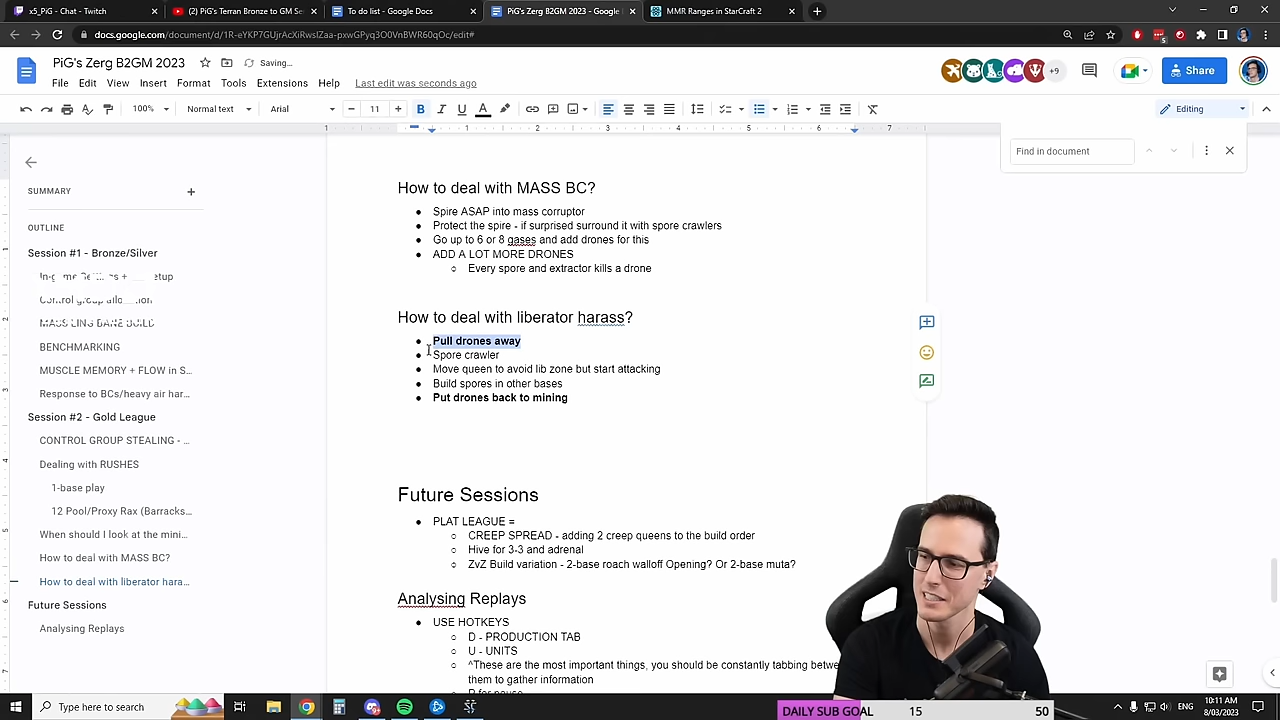 x5_PiG - Twitch
(2) PiG's Terran Bronze to GM Se
To do list - Google Docs
PiG's Zerg B2GM 2023 - Google
MMR Ranges in StarCraft 2
docs.google.com/document/d/1R-eYKP7GUjrAcXiRwsIZaa-pxwGPyq3O0VnBWR60qOc/edit#
PiG's Zerg B2GM 2023
Saving...
File Edit View Insert Format Tools Extensions Help Last edit was seconds ago
+9
Share
100% Normal text Arial 11 B I U A
Editing
1 1 2 3 4 5 6 7
Find in document
SUMMARY
OUTLINE
Session #1 - Bronze/Silver
MASS LING BANE BUILD
BENCHMARKING
MUSCLE MEMORY + FLOW in S...
Response to BCs/heavy air har...
Session #2 - Gold League
CONTROL GROUP STEALING - ...
Dealing with RUSHES
1-base play
12 Pool/Proxy Rax (Barracks...
When should I look at the mini...
How to deal with MASS BC?
How to deal with liberator hara...
Future Sessions
Analysing Replays
How to deal with MASS BC?
● Spire ASAP into mass corruptor
● Protect the spire - if surprised surround it with spore crawlers
● Go up to 6 or 8 gases and add drones for this
● ADD A LOT MORE DRONES
○ Every spore and extractor kills a drone
How to deal with liberator harass?
● Pull drones away
● Spore crawler
● Move queen to avoid lib zone but start attacking
● Build spores in other bases
● Put drones back to mining
Future Sessions
● PLAT LEAGUE =
○ CREEP SPREAD - adding 2 creep queens to the build order
○ Hive for 3-3 and adrenal
○ ZvZ Build variation - 2-base roach walloff Opening? Or 2-base muta?
Analysing Replays
● USE HOTKEYS
○ D - PRODUCTION TAB
○ U - UNITS
○ ^These are the most important things, you should be constantly tabbing
them to gather information
○ P for pause
Type here to search
DAILY SUB GOAL 15 50
ENG
10:11 AM
8/03/2023